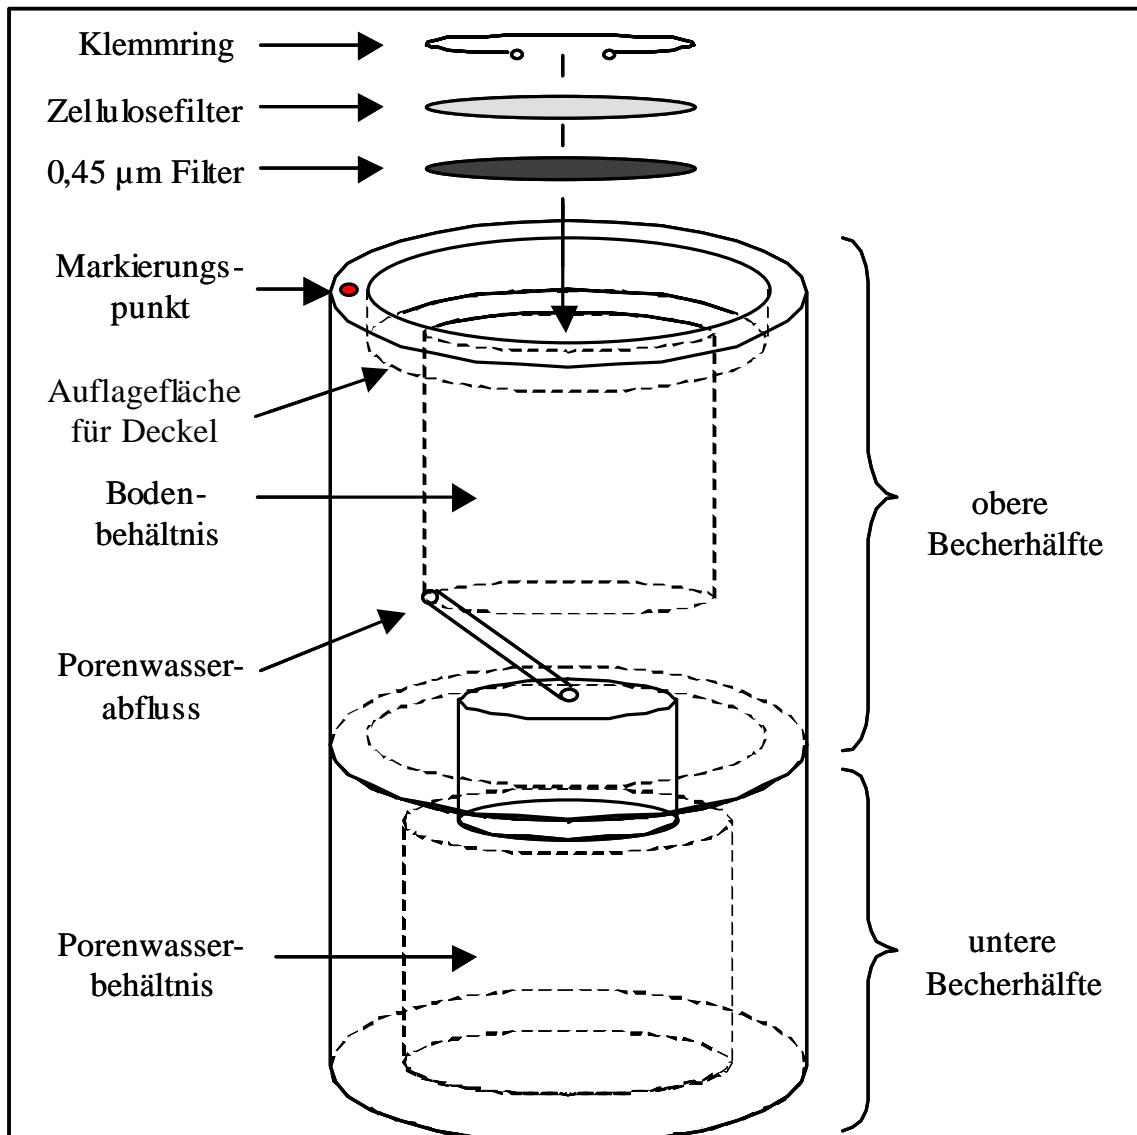 Klemmring
Zellulosefilter
0,45 µm Filter
Markierungs-
punkt
Auflagefläche
für Deckel
Boden-
behältnis
obere
Becherhälfte
Porenwasser-
abfluss
Porenwasser-
behältnis
untere
Becherhälfte